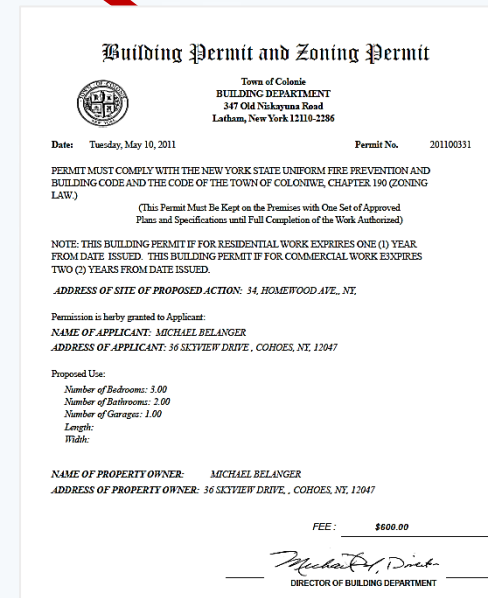 Building Permit and Zoning Permit
Town of Colonie
BUILDING DEPARTMENT
347 Old Niskayuna Road
Latham, New York 12110-2286
Date: Tuesday, May 10, 2011 Permit No. 201100331
PERMIT MUST COMPLY WITH THE NEW YORK STATE UNIFORM FIRE PREVENTION AND
BUILDING CODE AND THE CODE OF THE TOWN OF COLONIWE, CHAPTER 190 (ZONING
LAW.)
(This Permit Must Be Kept on the Premises with One Set of Approved
Plans and Specifications until Full Completion of the Work Authorized)
NOTE: THIS BUILDING PERMIT IF FOR RESIDENTIAL WORK EXPRIRES ONE (1) YEAR
FROM DATE ISSUED. THIS BUILDING PERMIT IF FOR COMMERCIAL WORK E3XPIRES
TWO (2) YEARS FROM DATE ISSUED.
ADDRESS OF SITE OF PROPOSED ACTION: 34, HOMEWOOD AVE,, NY,
Permission is herby granted to Applicant:
NAME OF APPLICANT: MICHAEL BELANGER
ADDRESS OF APPLICANT: 36 SKYVIEW DRIVE , COHOES, NY, 12047
Proposed Use:
Number of Bedrooms: 3.00
Number of Bathrooms: 2.00
Number of Garages: 1.00
Length:
Width:
NAME OF PROPERTY OWNER: MICHAEL BELANGER
ADDRESS OF PROPERTY OWNER: 36 SKYVIEW DRIVE, , COHOES, NY, 12047
FEE : $600.00
DIRECTOR OF BUILDING DEPARTMENT